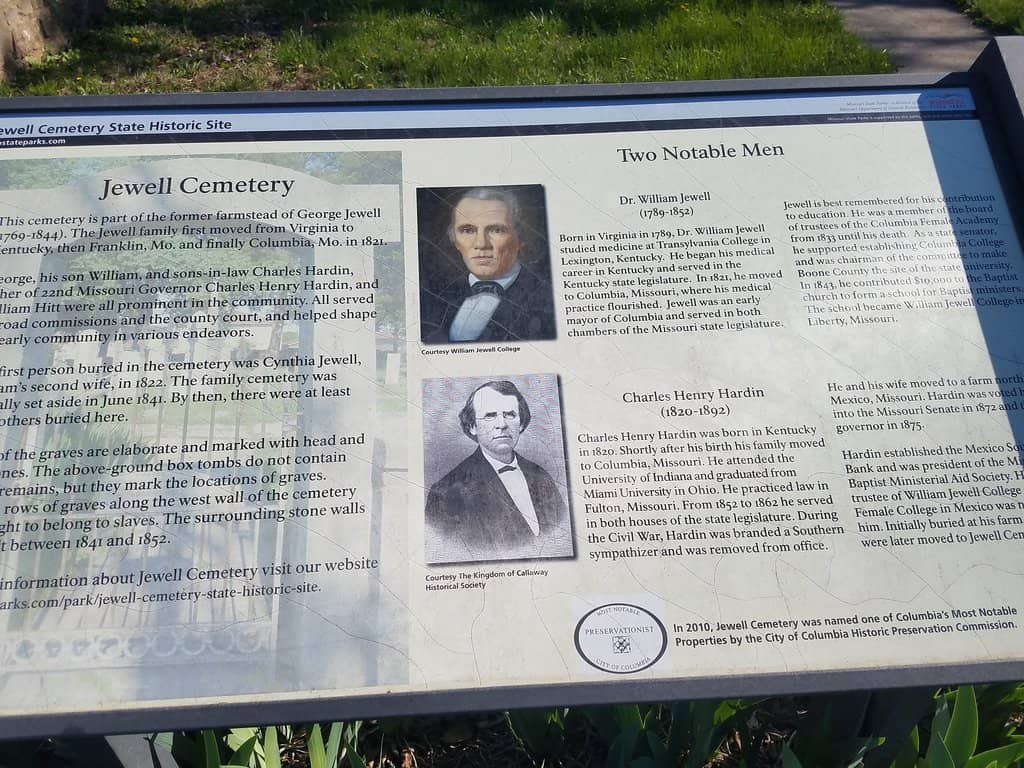 ewell Cemetery State Historic Site
ostateparks.com
Jewell Cemetery
This cemetery is part of the former farmstead of George Jewell
1769-1844). The Jewell family first moved from Virginia to
entucky, then Franklin, Mo. and finally Columbia, Mo. in 1821.
eorge, his son William, and sons-in-law Charles Hardin,
her of 22nd Missouri Governor Charles Henry Hardin, and
liam Hitt were all prominent in the community. All served
road commissions and the county court, and helped shape
early community in various endeavors.
first person buried in the cemetery was Cynthia Jewell,
am's second wife, in 1822. The family cemetery was
ally set aside in June 1841. By then, there were at least
others buried here.
of the graves are elaborate and marked with head and
nes. The above-ground box tombs do not contain
remains, but they mark the locations of graves.
rows of graves along the west wall of the cemetery
ght to belong to slaves. The surrounding stone walls
t between 1841 and 1852.
information about Jewell Cemetery visit our website
arks.com/park/jewell-cemetery-state-historic-site.
Two Notable Men
Courtesy William Jewell College
Dr. William Jewell
(1789-1852)
Born in Virginia in 1789, Dr. William Jewell
studied medicine at Transylvania College in
Lexington, Kentucky. He began his medical
career in Kentucky and served in the
Kentucky state legislature. In 1821, he moved
to Columbia, Missouri, where his medical
practice flourished. Jewell was an early
mayor of Columbia and served in both
chambers of the Missouri state legislature.
Jewell is best remembered for his contribution
to education. He was a member of the board
of trustees of the Columbia Female Academy
from 1833 until his death. As a state senator,
he supported establishing Columbia College
and was chairman of the committee to make
Boone County the site of the state university.
In 1843, he contributed $10,000 to the Baptist
church to form a school for Baptist ministers.
The school became William Jewell College in
Liberty, Missouri.
Courtesy The Kingdom of Callaway
Historical Society
Charles Henry Hardin
(1820-1892)
Charles Henry Hardin was born in Kentucky
in 1820. Shortly after his birth his family moved
to Columbia, Missouri. He attended the
University of Indiana and graduated from
Miami University in Ohio. He practiced law in
Fulton, Missouri. From 1852 to 1862 he served
in both houses of the state legislature. During
the Civil War, Hardin was branded a Southern
sympathizer and was removed from office.
He and his wife moved to a farm north
Mexico, Missouri. Hardin was voted b
into the Missouri Senate in 1872 and t
governor in 1875.
Hardin established the Mexico So
Bank and was president of the Mi
Baptist Ministerial Aid Society. H
trustee of William Jewell College
Female College in Mexico was n
him. Initially buried at his farm
were later moved to Jewell Cem
MOST NOTABLE
PRESERVATIONIST
CITY OF COLUMBIA
In 2010, Jewell Cemetery was named one of Columbia's Most Notable
Properties by the City of Columbia Historic Preservation Commission.